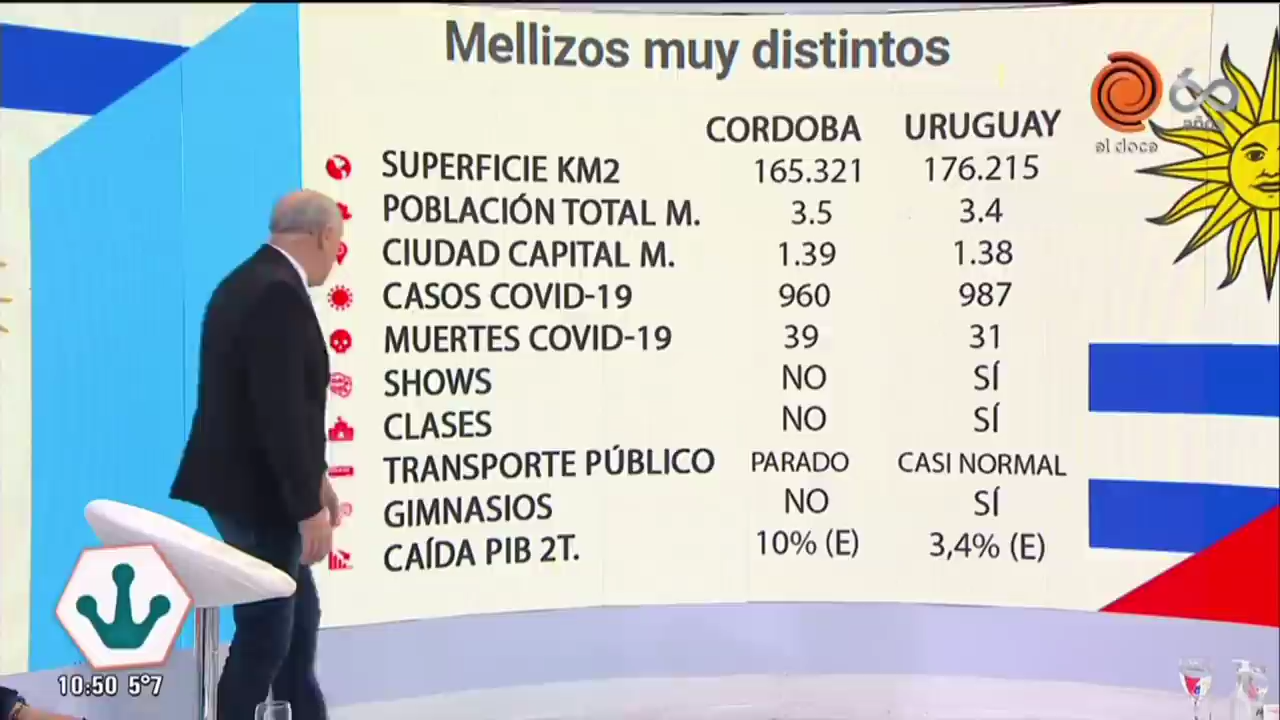 Mellizos muy distintos
CORDOBA URUGUAY
SUPERFICIE KM2 165.321 176.215
POBLACIÓN TOTAL M. 3.5 3.4
CIUDAD CAPITAL M. 1.39 1.38
CASOS COVID-19 960 987
MUERTES COVID-19 39 31
SHOWS NO SÍ
CLASES NO SÍ
TRANSPORTE PÚBLICO PARADO CASI NORMAL
GIMNASIOS NO SÍ
CAÍDA PIB 2T. 10% (E) 3,4% (E)
el doce
60 años
10:50 5°7